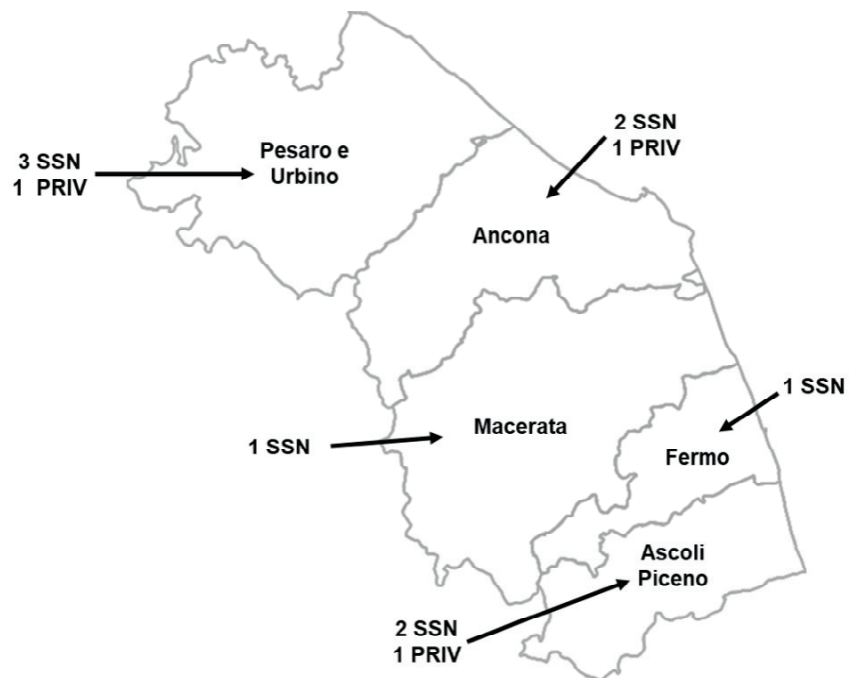 2 SSN
1 PRIV
3 SSN
1 PRIV
Pesaro e
Urbino
Ancona
1 SSN
1 SSN
Macerata
Fermo
Ascoli
Piceno
2 SSN
1 PRIV